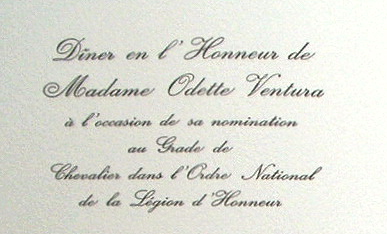 Dîner en l'Honneur de
Madame Odette Ventura
à l'occasion de sa nomination
au Grade de
Chevalier dans l'Ordre National
de la Légion d'Honneur